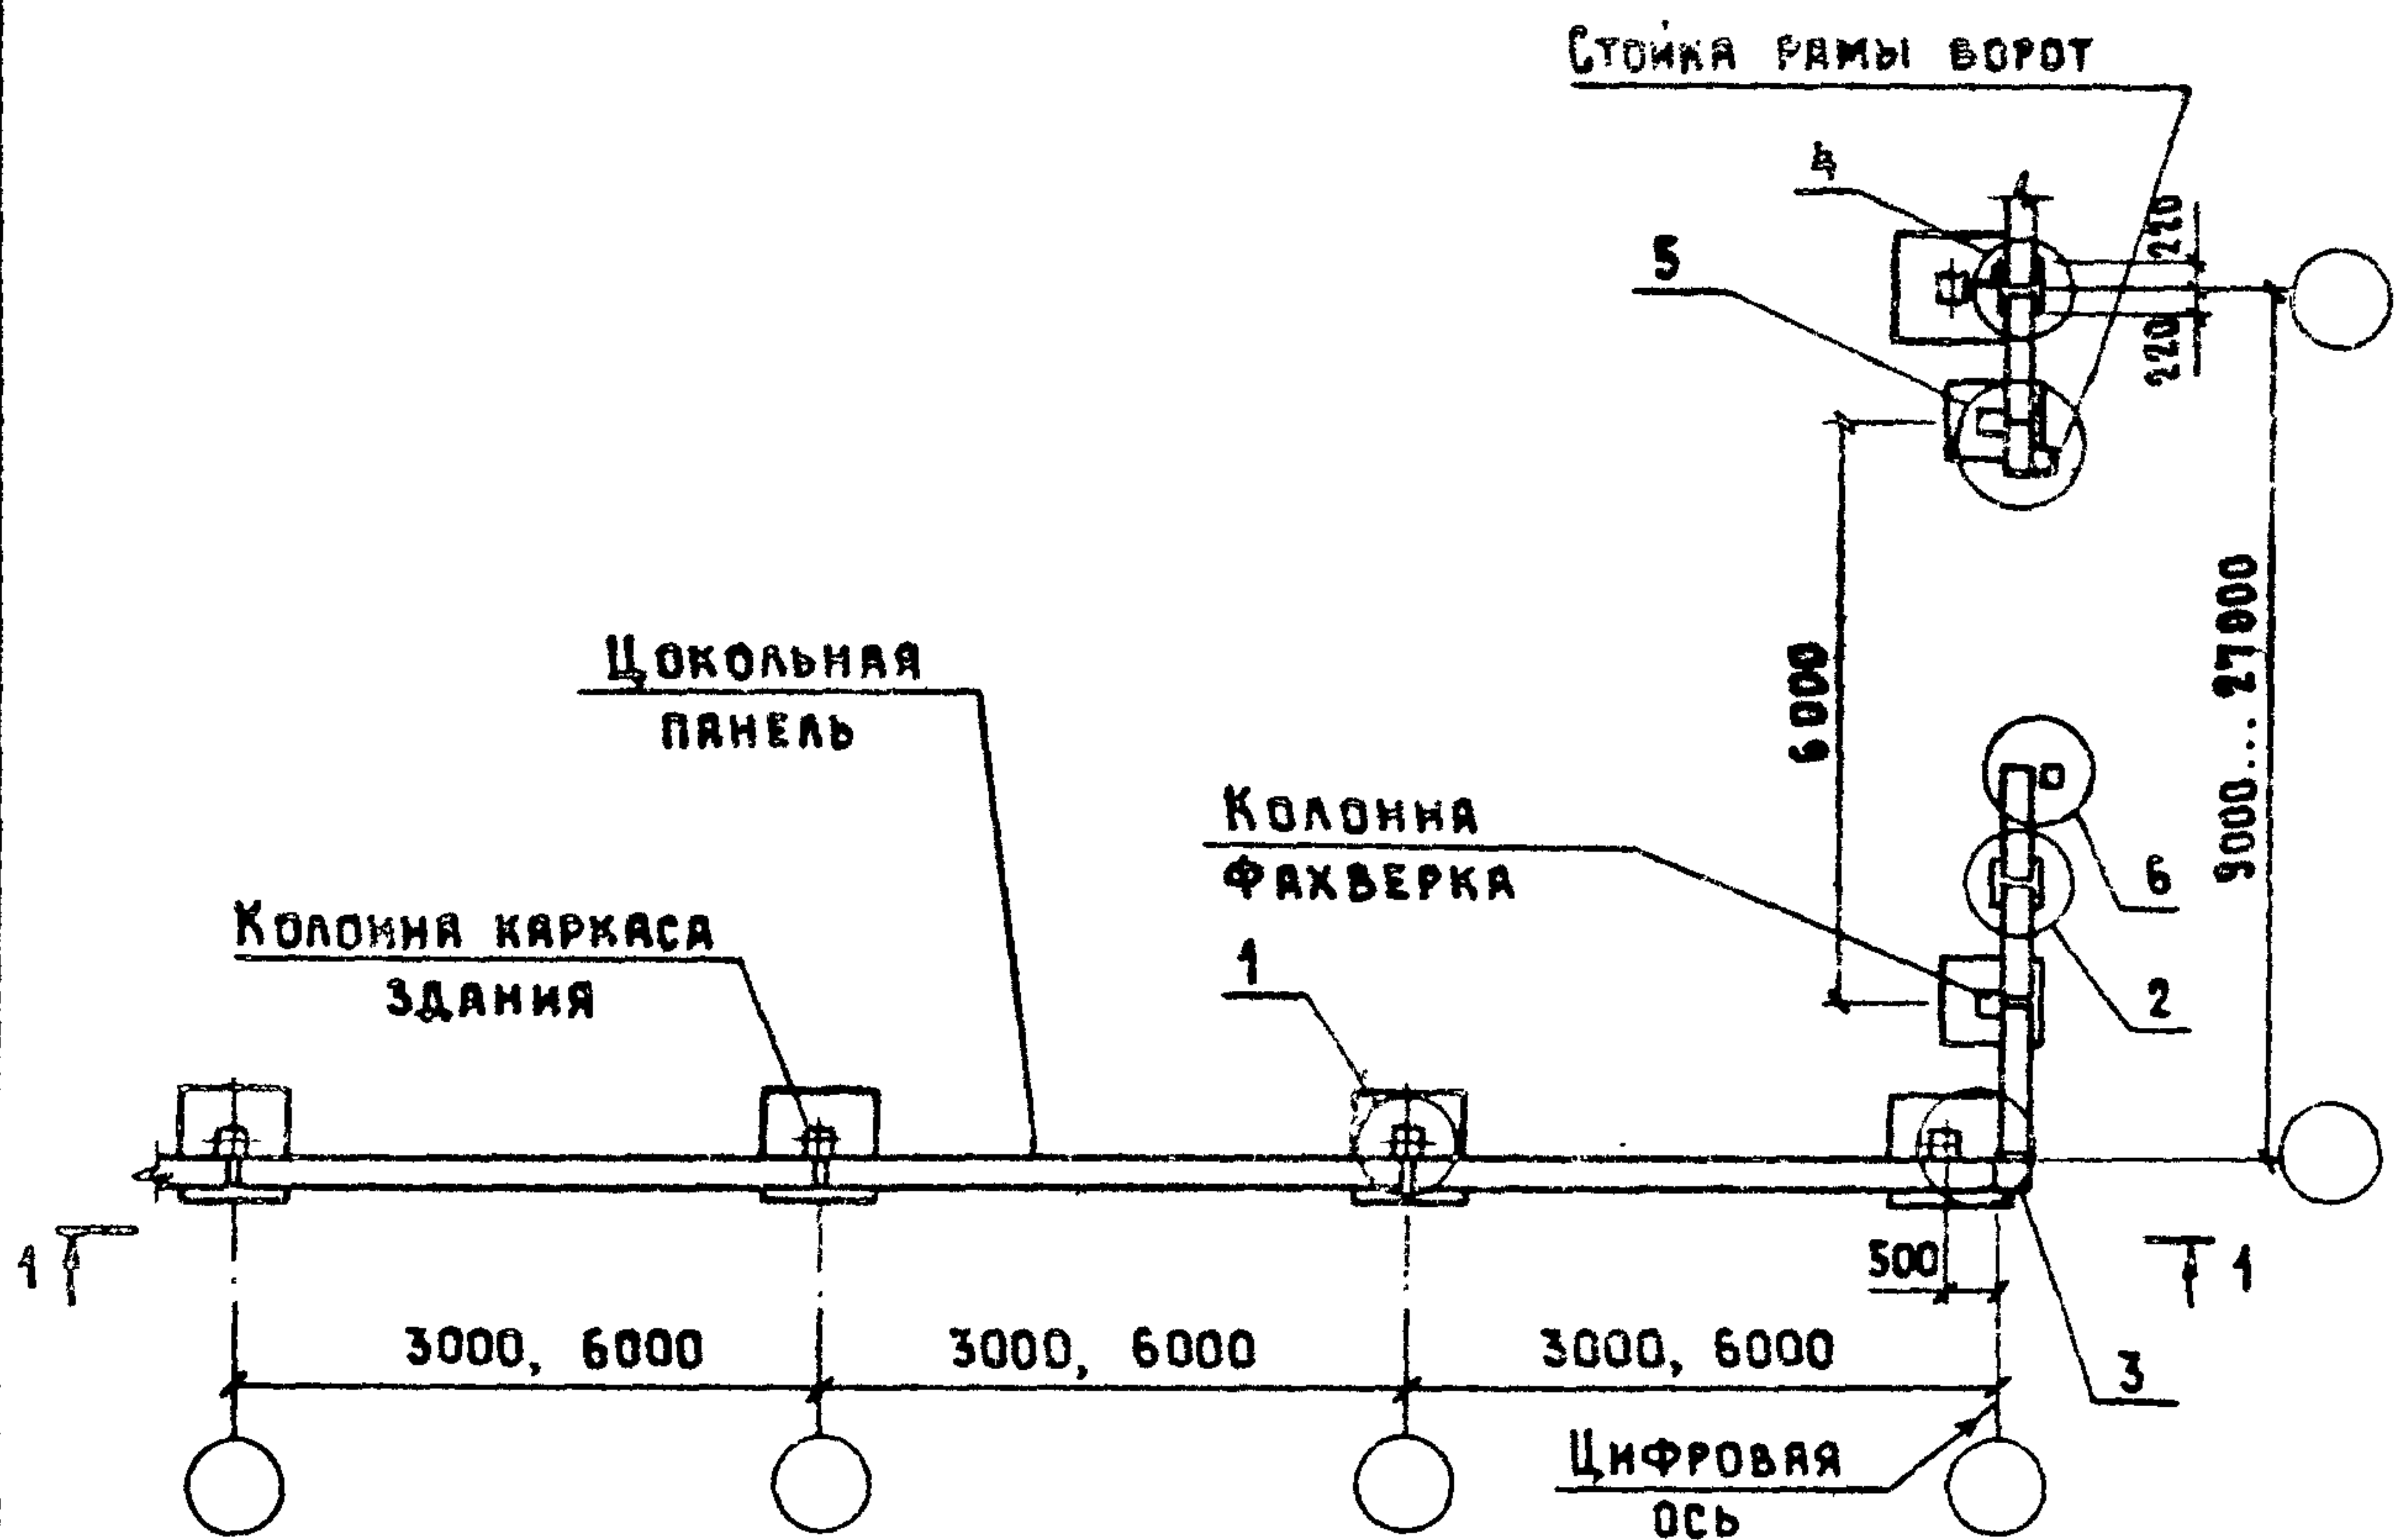 Стойка рамы ворот
4
5
220
220
6000
9000...27000
Цокольная
панель
Колонна
фахверка
Колонна каркаса
здания
1
6
2
1
500
1
3000, 6000
3000, 6000
3000, 6000
3
Цифровая
ось